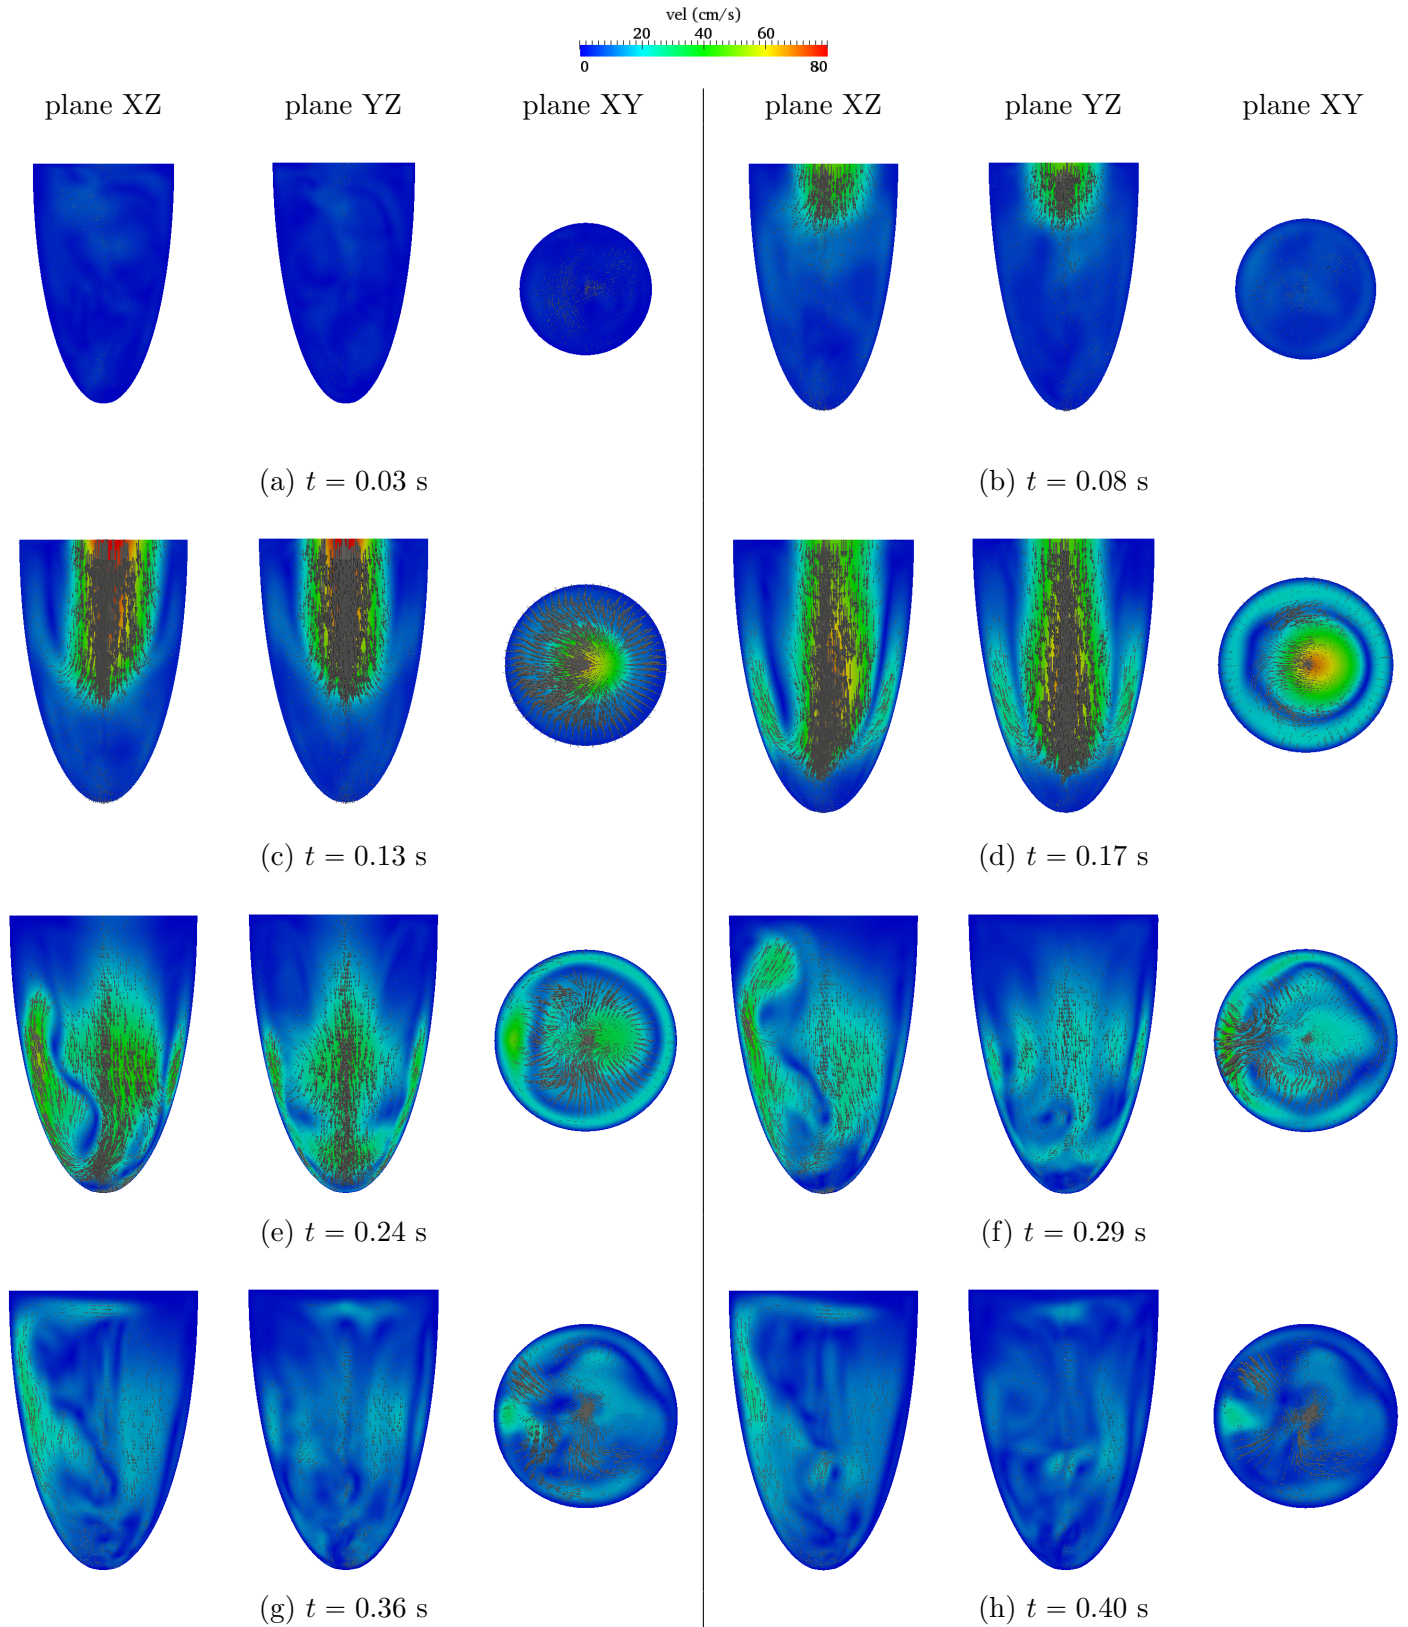 vel (cm/s)
20 40 60
0 80
plane XZ plane YZ plane XY plane XZ plane YZ plane XY
(a) t = 0.03 s (b) t = 0.08 s
(c) t = 0.13 s (d) t = 0.17 s
(e) t = 0.24 s (f) t = 0.29 s
(g) t = 0.36 s (h) t = 0.40 s